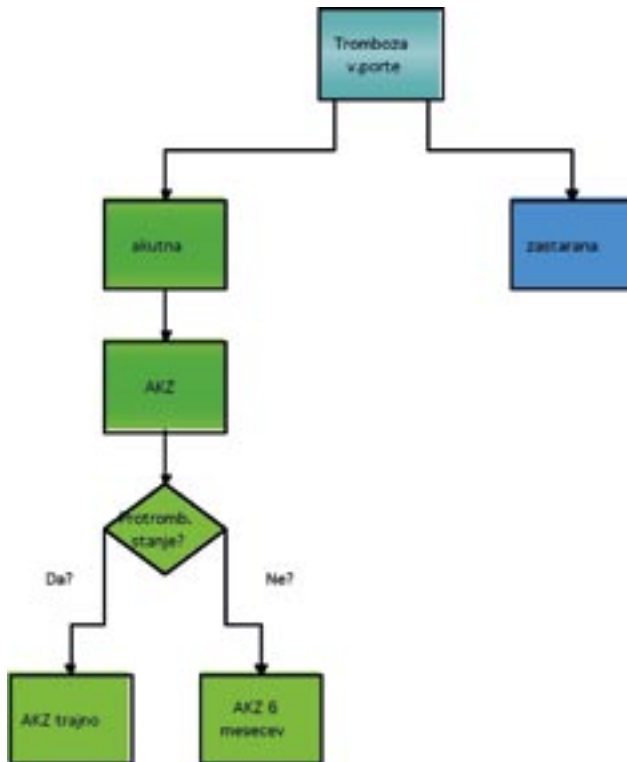 Tromboza
v.porte
akutna
zastarana
AKZ
Protromb.
stanje?
Da?
Ne?
AKZ trajno
AKZ 6
mesecev